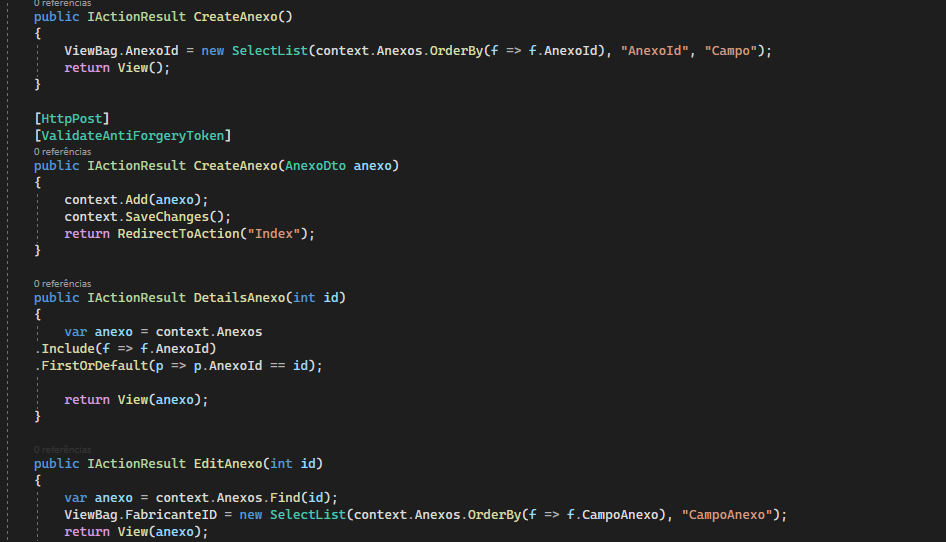 0 referências
public IActionResult CreateAnexo()
{
ViewBag.AnexoId = new SelectList(context.Anexos.OrderBy(f => f.AnexoId), "AnexoId", "Campo");
return View();
}
[HttpPost]
[ValidateAntiForgeryToken]
0 referências
public IActionResult CreateAnexo(AnexoDto anexo)
{
context.Add(anexo);
context.SaveChanges();
return RedirectToAction("Index");
}
0 referências
public IActionResult DetailsAnexo(int id)
{
var anexo = context.Anexos
.Include(f => f.AnexoId)
.FirstOrDefault(p => p.AnexoId == id);
return View(anexo);
}
0 referências
public IActionResult EditAnexo(int id)
{
var anexo = context.Anexos.Find(id);
ViewBag.FabricanteID = new SelectList(context.Anexos.OrderBy(f => f.CampoAnexo), "CampoAnexo");
return View(anexo);